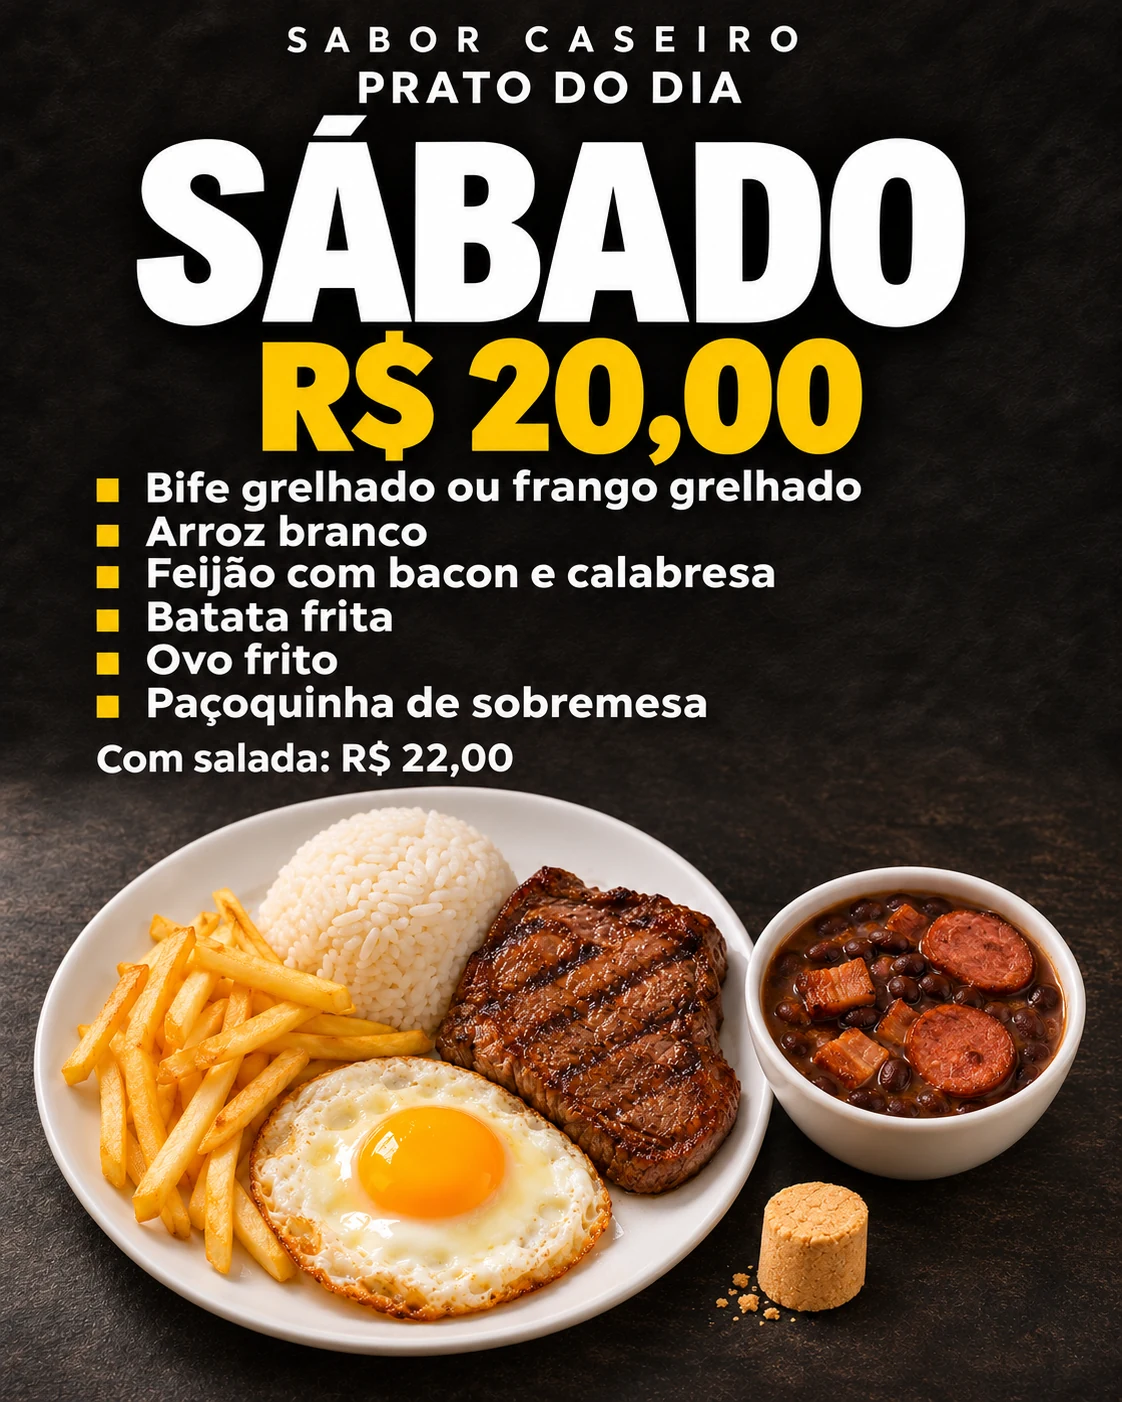 SABOR CASEIRO
PRATO DO DIA
SÁBADO
R$ 20,00
Bife grelhado ou frango grelhado
Arroz branco
Feijão com bacon e calabresa
Batata frita
Ovo frito
Paçoquinha de sobremesa
Com salada: R$ 22,00